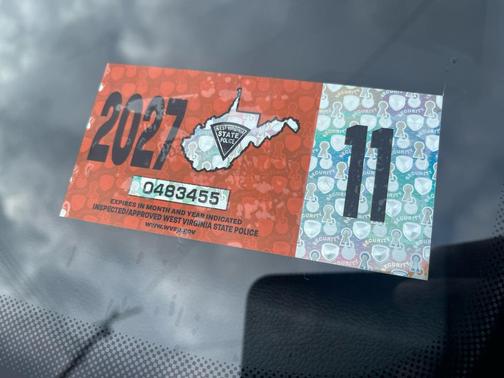 2027
WEST VIRGINIA
STATE
POLICE
11
0483455
EXPIRES IN MONTH AND YEAR INDICATED
INSPECTED/APPROVED WEST VIRGINIA STATE POLICE
www.wvsp.gov
SECURITY